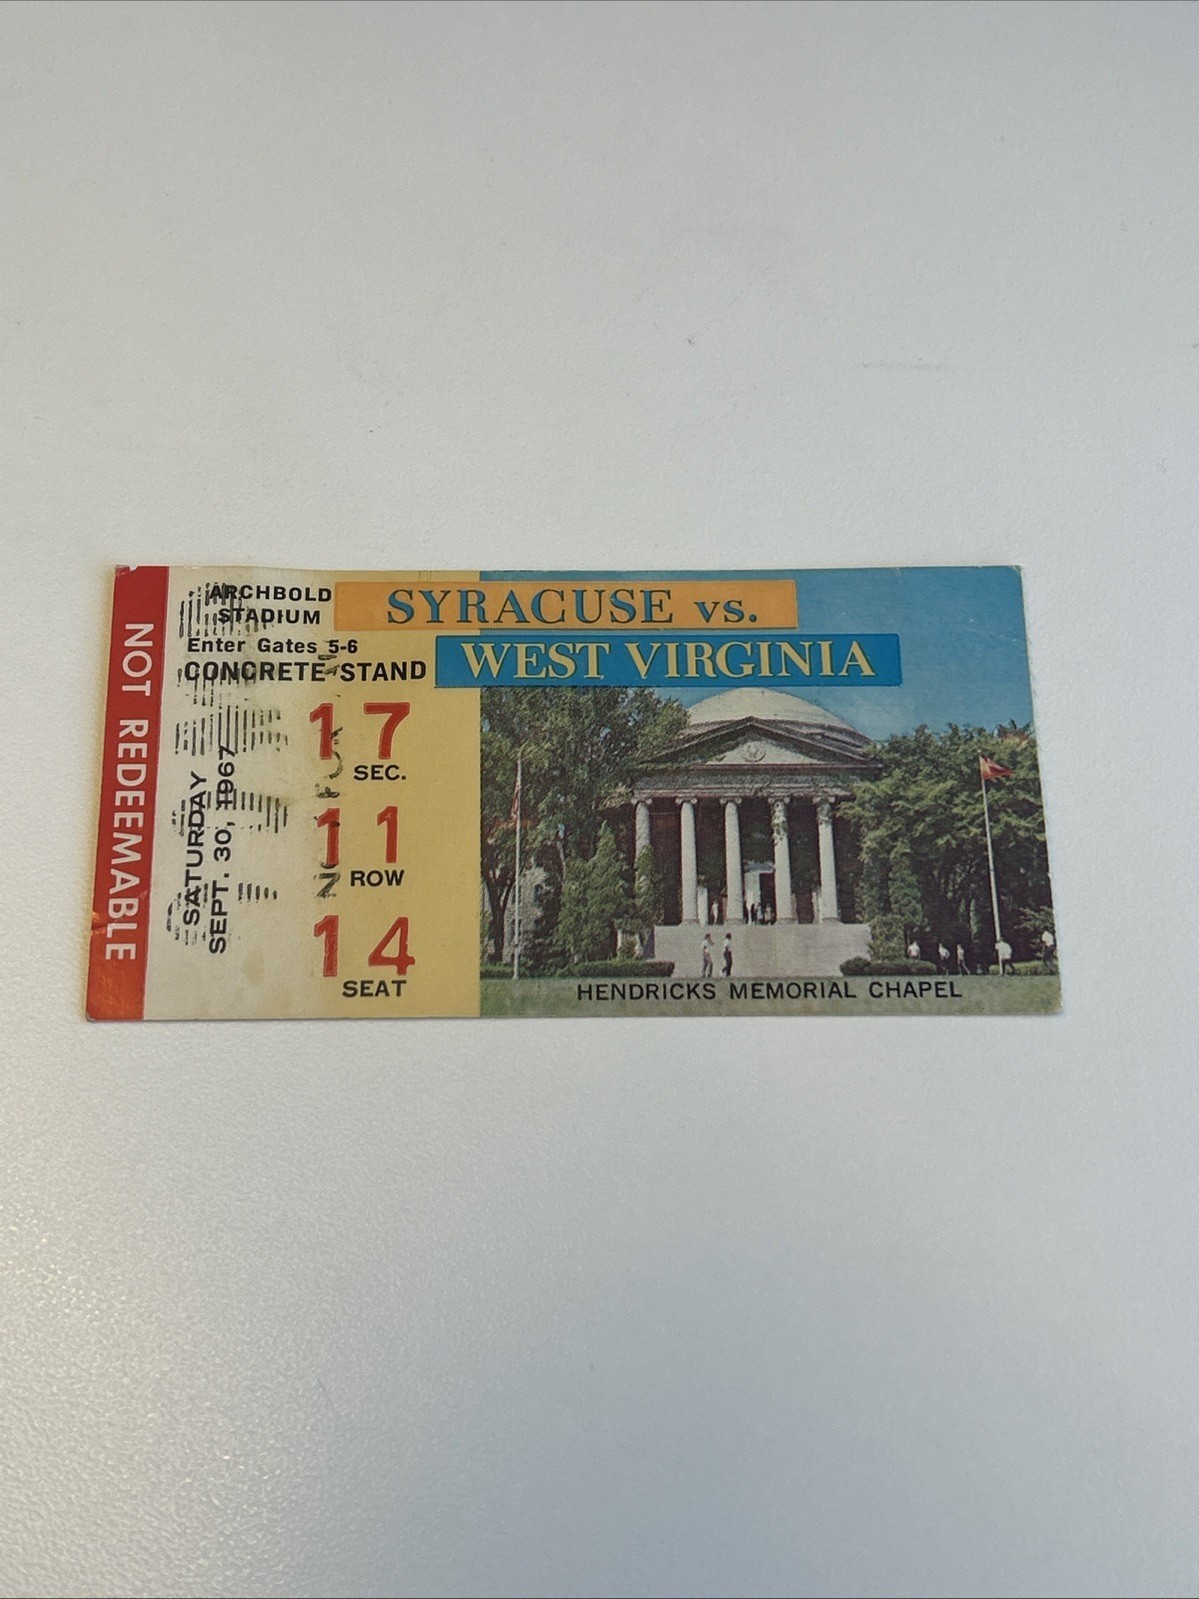 NOT REDEEMABLE
ARCHBOLD
STADIUM
Enter Gates 5-6
CONCRETE-STAND
SATURDAY
SEPT. 30, 1967
17
SEC.
11
ROW
14
SEAT
SYRACUSE vs.
WEST VIRGINIA
HENDRICKS MEMORIAL CHAPEL